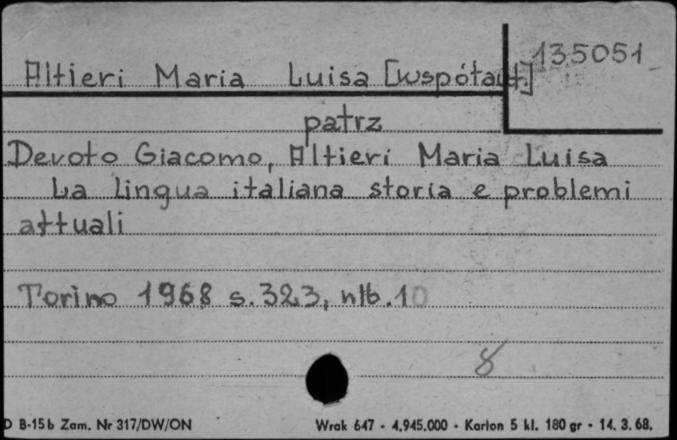 135051
Altieri Maria Luisa [współaut.]
patrz
Devoto Giacomo, Altieri Maria Luisa
La lingua italiana storia e problemi
attuali
Torino 1968 s. 323, nlb. 10
8
D B-15b Zam. Nr 317/DW/ON Wrak 647 - 4.945.000 - Karton 5 kl. 180 gr - 14. 3. 68.